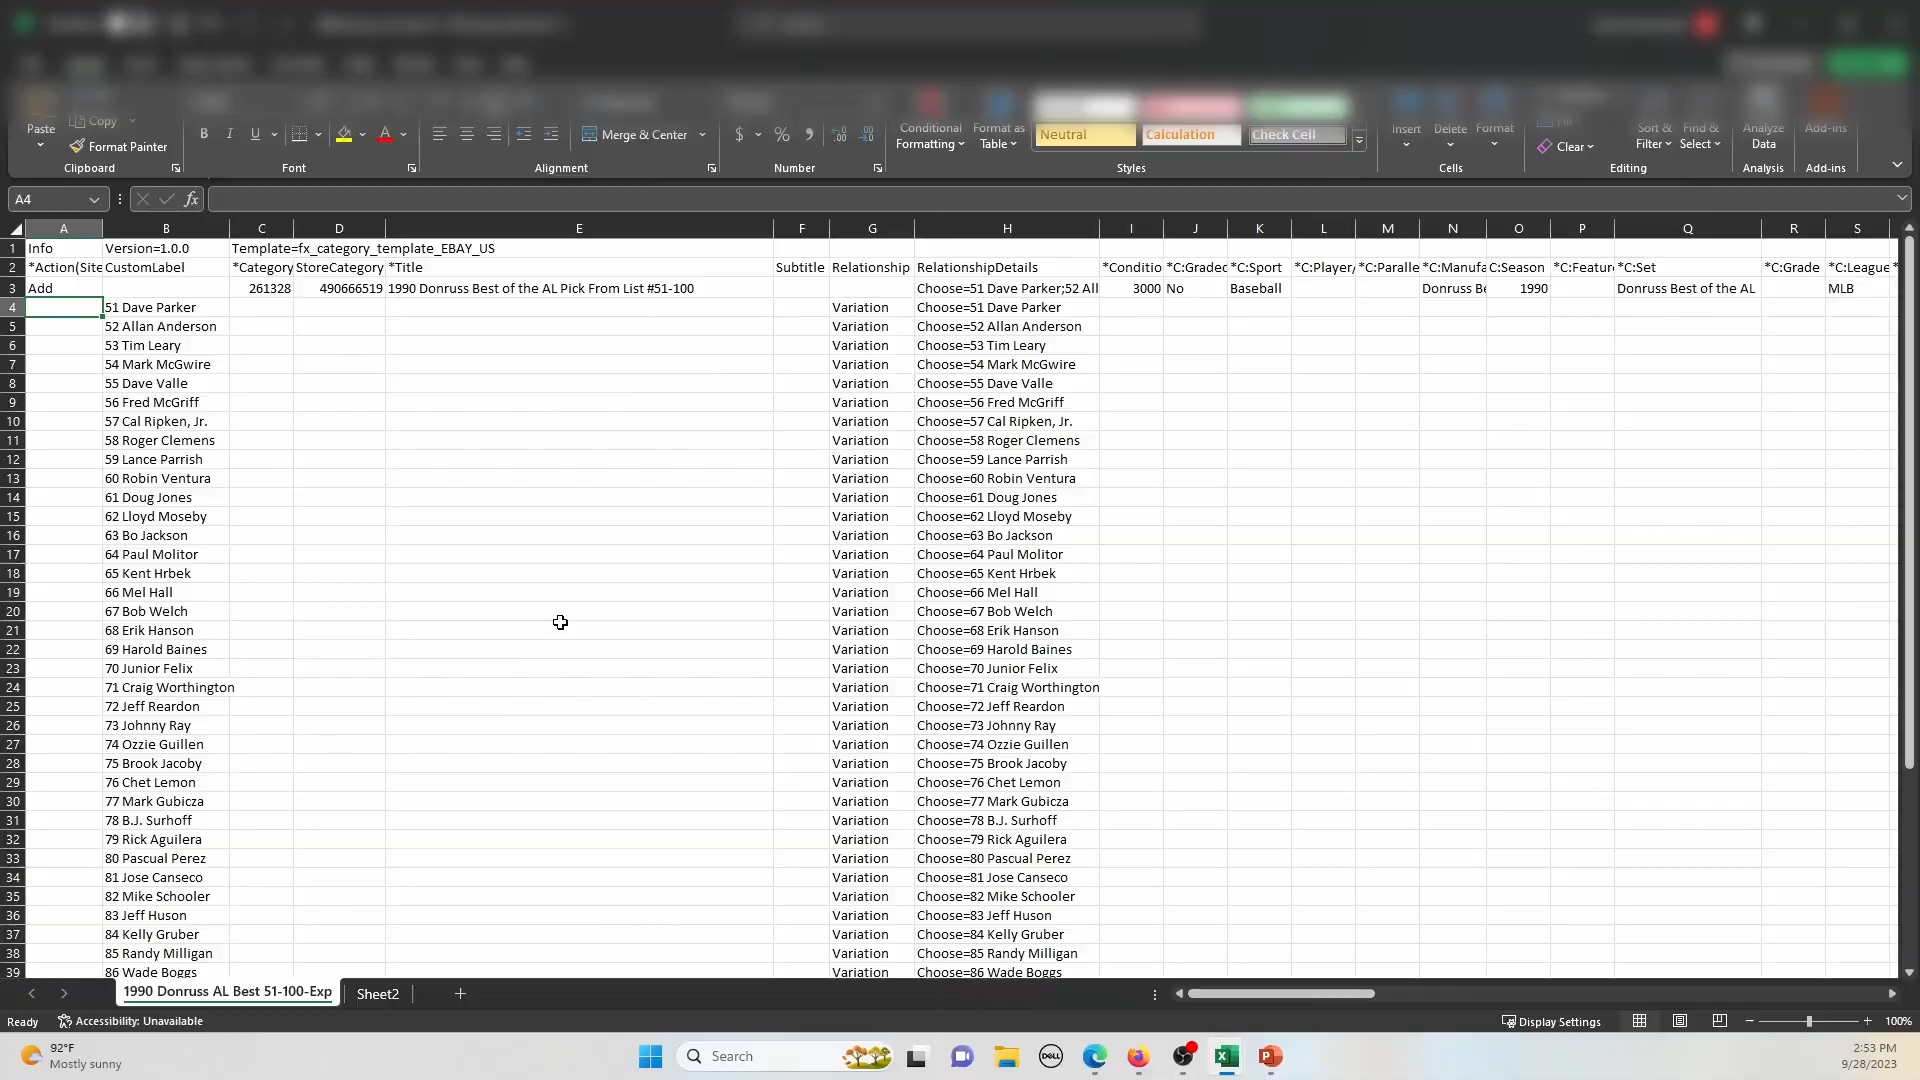 Copy
Paste
Format Painter
B I U A
Merge & Center
$ % 9
Conditional Formatting
Format as Table
Neutral
Calculation
Check Cell
Insert
Delete
Format
Clear
Sort & Filter
Find & Select
Analyze Data
Add-ins
Clipboard
Font
Alignment
Number
Styles
Cells
Editing
Analysis
Add-ins
A4
fx
A B C D E F G H I J K L M N O P Q R S
1 Info Version=1.0.0 Template=fx_category_template_EBAY_US
2 *Action(Site CustomLabel *Category StoreCategory *Title Subtitle Relationship RelationshipDetails *Conditio *C:Graded *C:Sport *C:Player/ *C:Paralle *C:Manufa C:Season *C:Featur *C:Set *C:Grade *C:League *
3 Add 261328 490666519 1990 Donruss Best of the AL Pick From List #51-100 Choose=51 Dave Parker;52 All 3000 No Baseball Donruss Be 1990 Donruss Best of the AL MLB
4 51 Dave Parker Variation Choose=51 Dave Parker
5 52 Allan Anderson Variation Choose=52 Allan Anderson
6 53 Tim Leary Variation Choose=53 Tim Leary
7 54 Mark McGwire Variation Choose=54 Mark McGwire
8 55 Dave Valle Variation Choose=55 Dave Valle
9 56 Fred McGriff Variation Choose=56 Fred McGriff
10 57 Cal Ripken, Jr. Variation Choose=57 Cal Ripken, Jr.
11 58 Roger Clemens Variation Choose=58 Roger Clemens
12 59 Lance Parrish Variation Choose=59 Lance Parrish
13 60 Robin Ventura Variation Choose=60 Robin Ventura
14 61 Doug Jones Variation Choose=61 Doug Jones
15 62 Lloyd Moseby Variation Choose=62 Lloyd Moseby
16 63 Bo Jackson Variation Choose=63 Bo Jackson
17 64 Paul Molitor Variation Choose=64 Paul Molitor
18 65 Kent Hrbek Variation Choose=65 Kent Hrbek
19 66 Mel Hall Variation Choose=66 Mel Hall
20 67 Bob Welch Variation Choose=67 Bob Welch
21 68 Erik Hanson Variation Choose=68 Erik Hanson
22 69 Harold Baines Variation Choose=69 Harold Baines
23 70 Junior Felix Variation Choose=70 Junior Felix
24 71 Craig Worthington Variation Choose=71 Craig Worthington
25 72 Jeff Reardon Variation Choose=72 Jeff Reardon
26 73 Johnny Ray Variation Choose=73 Johnny Ray
27 74 Ozzie Guillen Variation Choose=74 Ozzie Guillen
28 75 Brook Jacoby Variation Choose=75 Brook Jacoby
29 76 Chet Lemon Variation Choose=76 Chet Lemon
30 77 Mark Gubicza Variation Choose=77 Mark Gubicza
31 78 B.J. Surhoff Variation Choose=78 B.J. Surhoff
32 79 Rick Aguilera Variation Choose=79 Rick Aguilera
33 80 Pascual Perez Variation Choose=80 Pascual Perez
34 81 Jose Canseco Variation Choose=81 Jose Canseco
35 82 Mike Schooler Variation Choose=82 Mike Schooler
36 83 Jeff Huson Variation Choose=83 Jeff Huson
37 84 Kelly Gruber Variation Choose=84 Kelly Gruber
38 85 Randy Milligan Variation Choose=85 Randy Milligan
39 86 Wade Boggs Variation Choose=86 Wade Boggs
1990 Donruss AL Best 51-100-Exp Sheet2
Ready Accessibility: Unavailable Display Settings 100%
92°F
Mostly sunny
Search
DELL
2:53 PM
9/28/2023